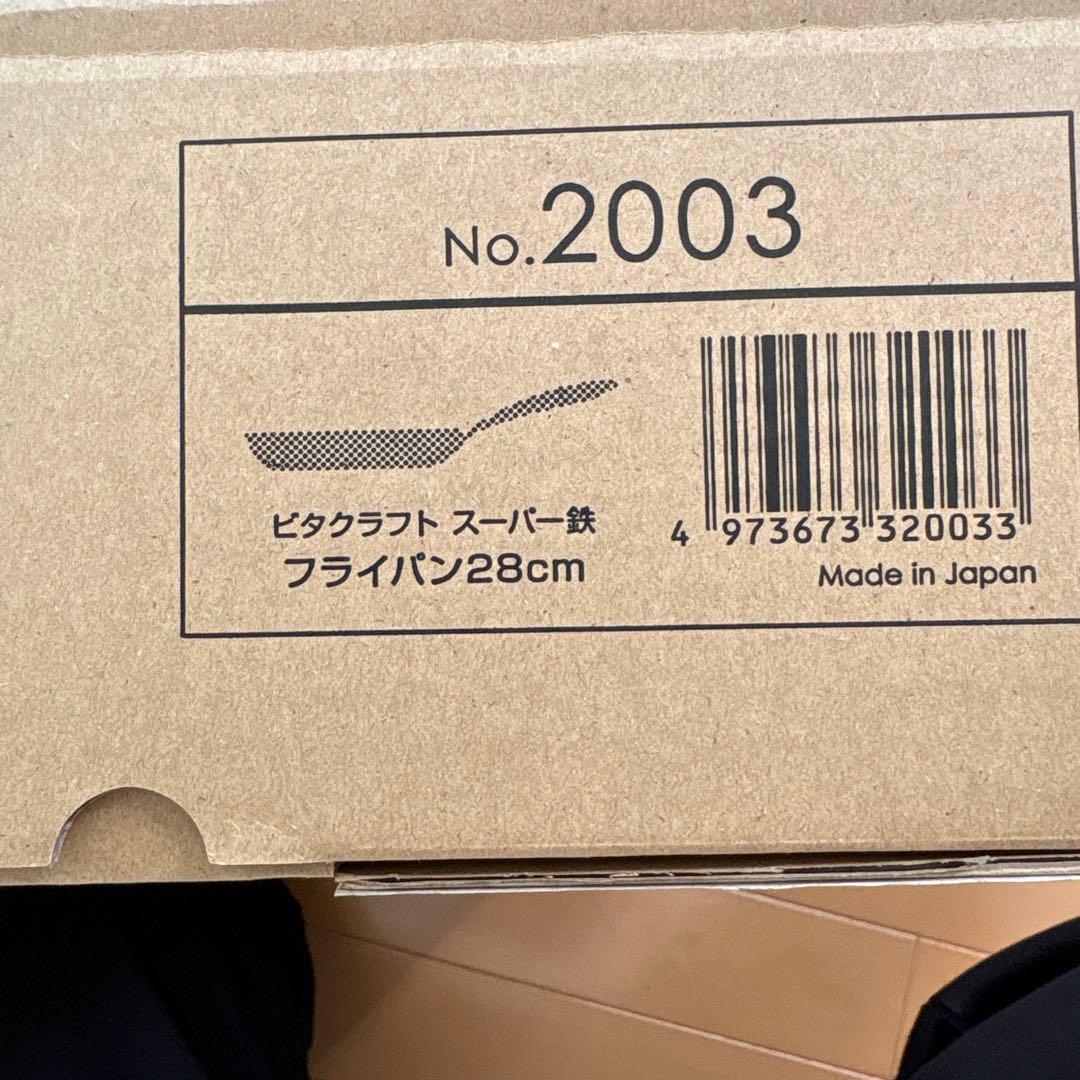 No.2003
ビタクラフト スーパー鉄
フライパン28cm
4 973673 320033
Made in Japan